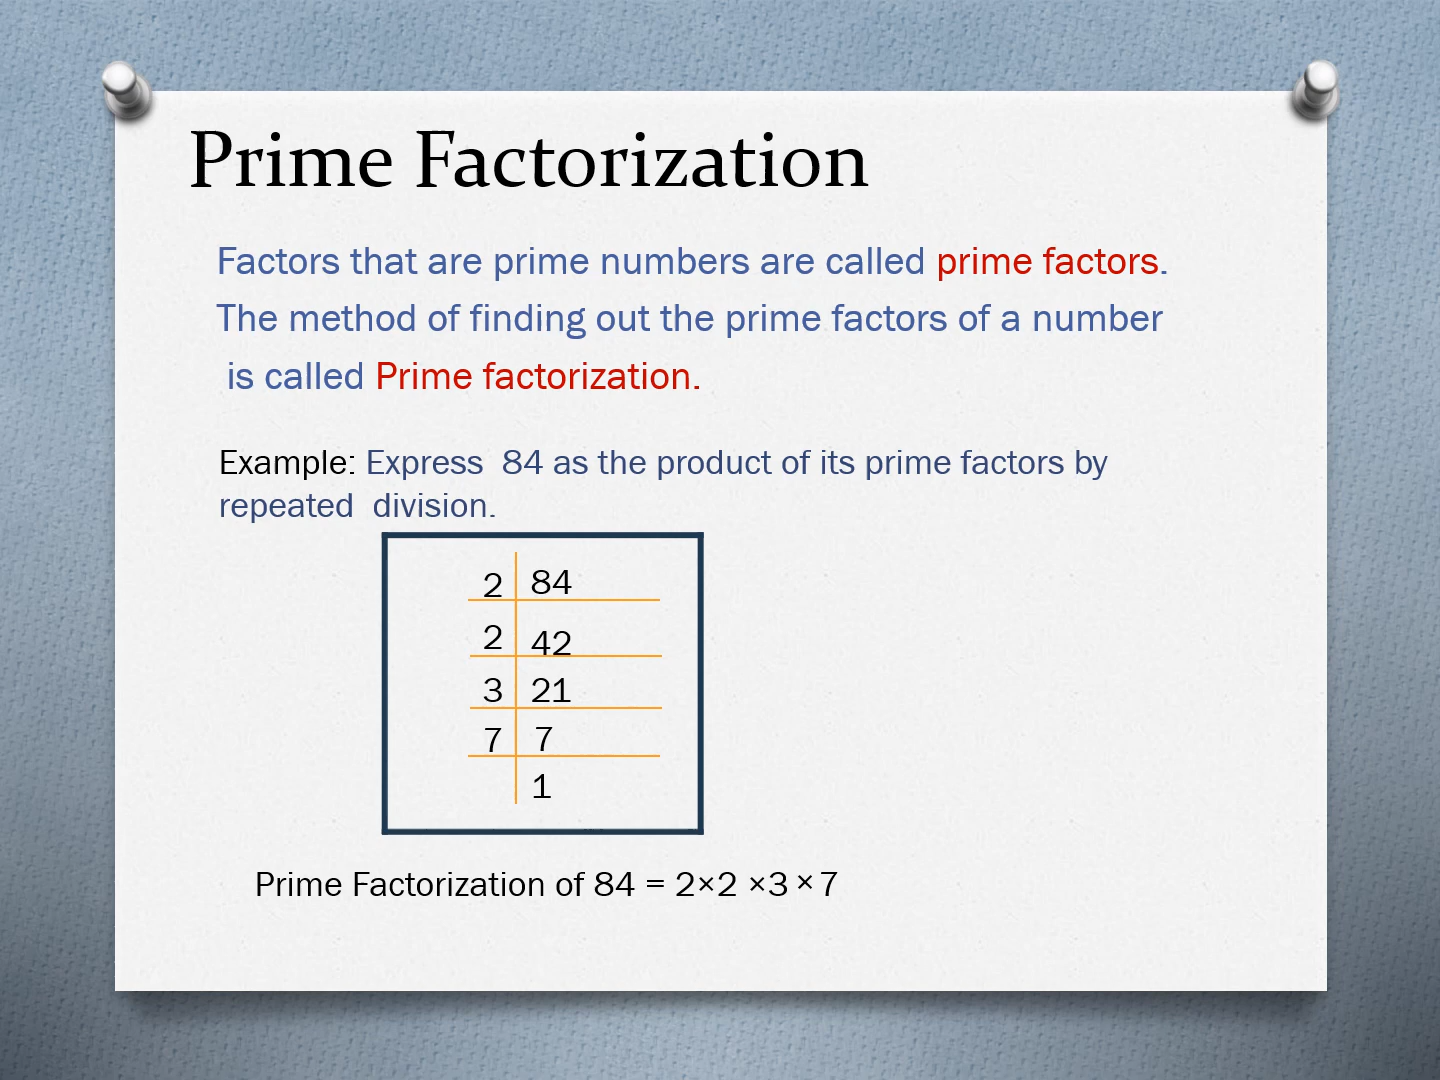 Prime Factorization
Factors that are prime numbers are called prime factors.
The method of finding out the prime factors of a number
is called Prime factorization.
Example: Express 84 as the product of its prime factors by
repeated division.
2 84
2 42
3 21
7 7
1
Prime Factorization of 84 = 2×2 ×3 × 7